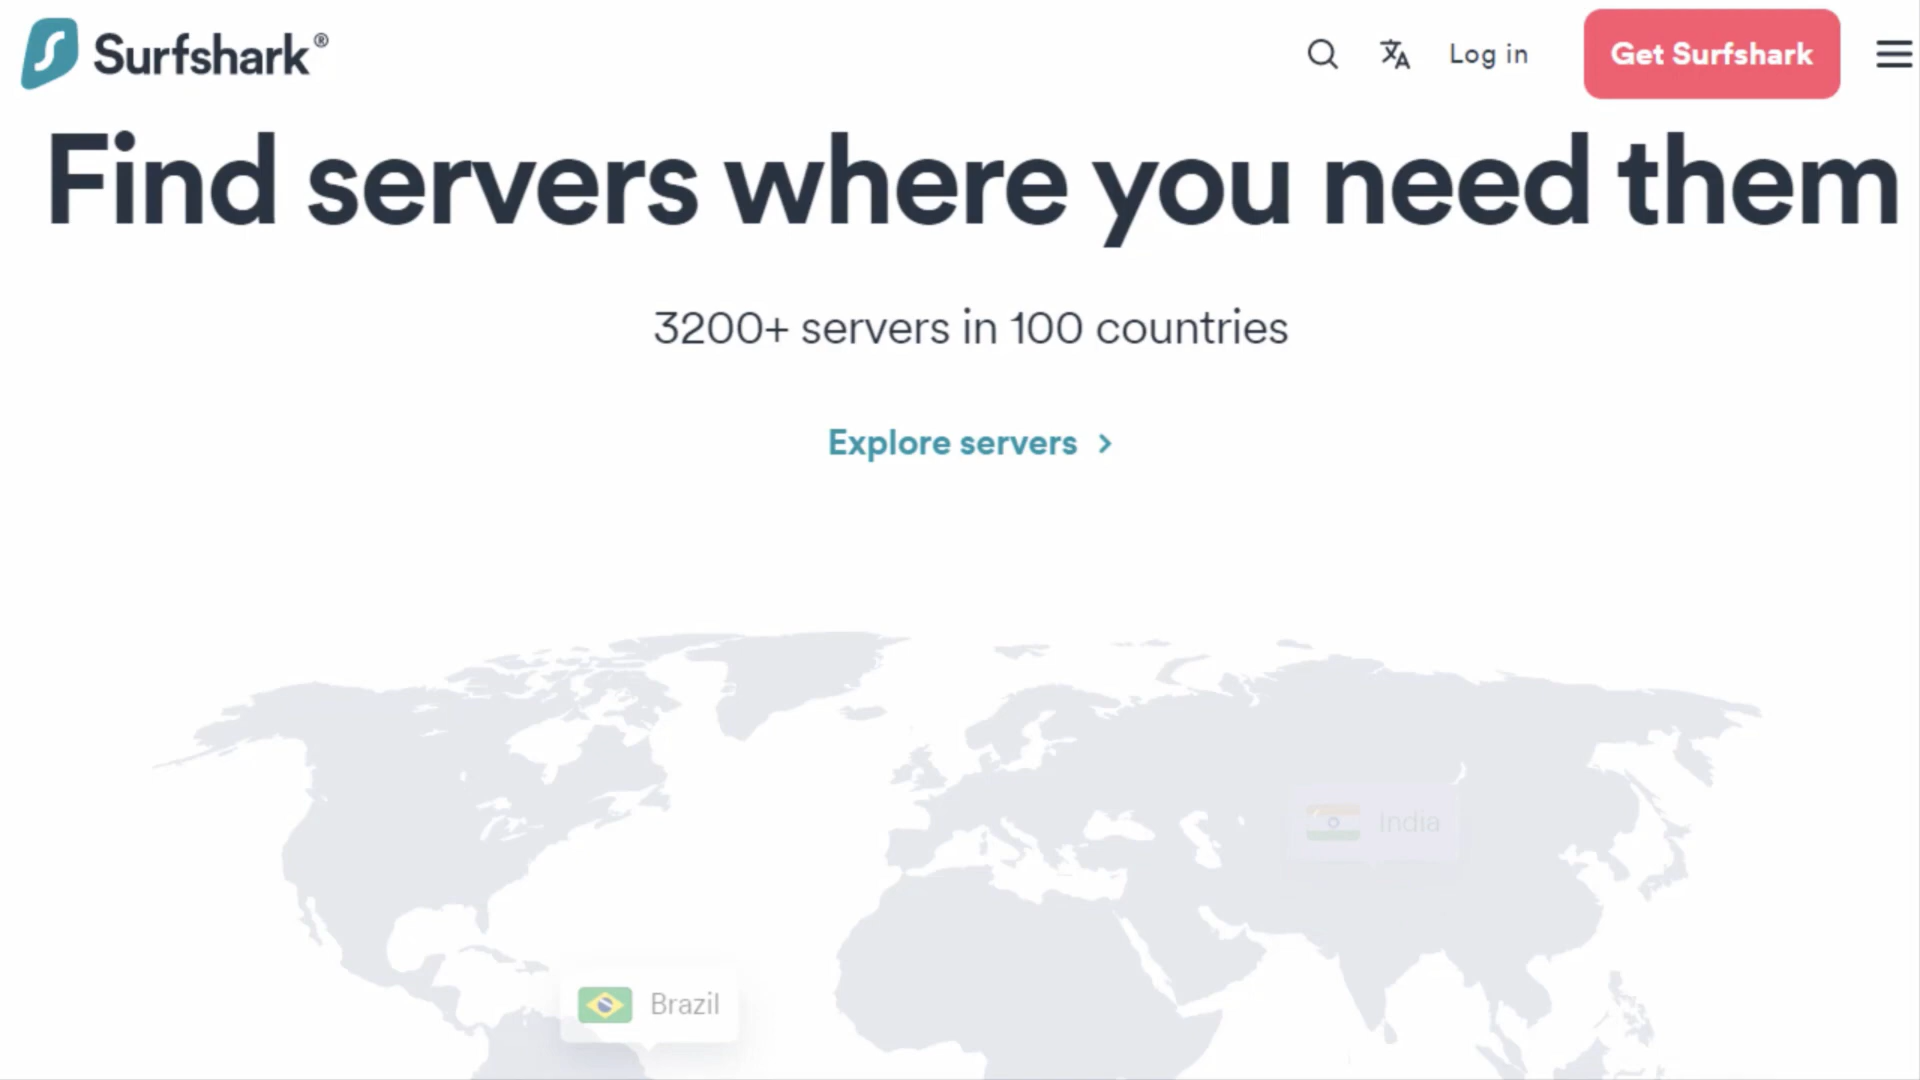 Surfshark®
Log in
Get Surfshark
Find servers where you need them
3200+ servers in 100 countries
Explore servers
India
Brazil